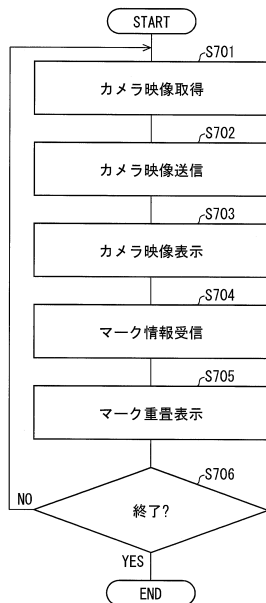 START
S701
カメラ映像取得
S702
カメラ映像送信
S703
カメラ映像表示
S704
マーク情報受信
S705
マーク重畳表示
S706
終了?
NO
YES
END